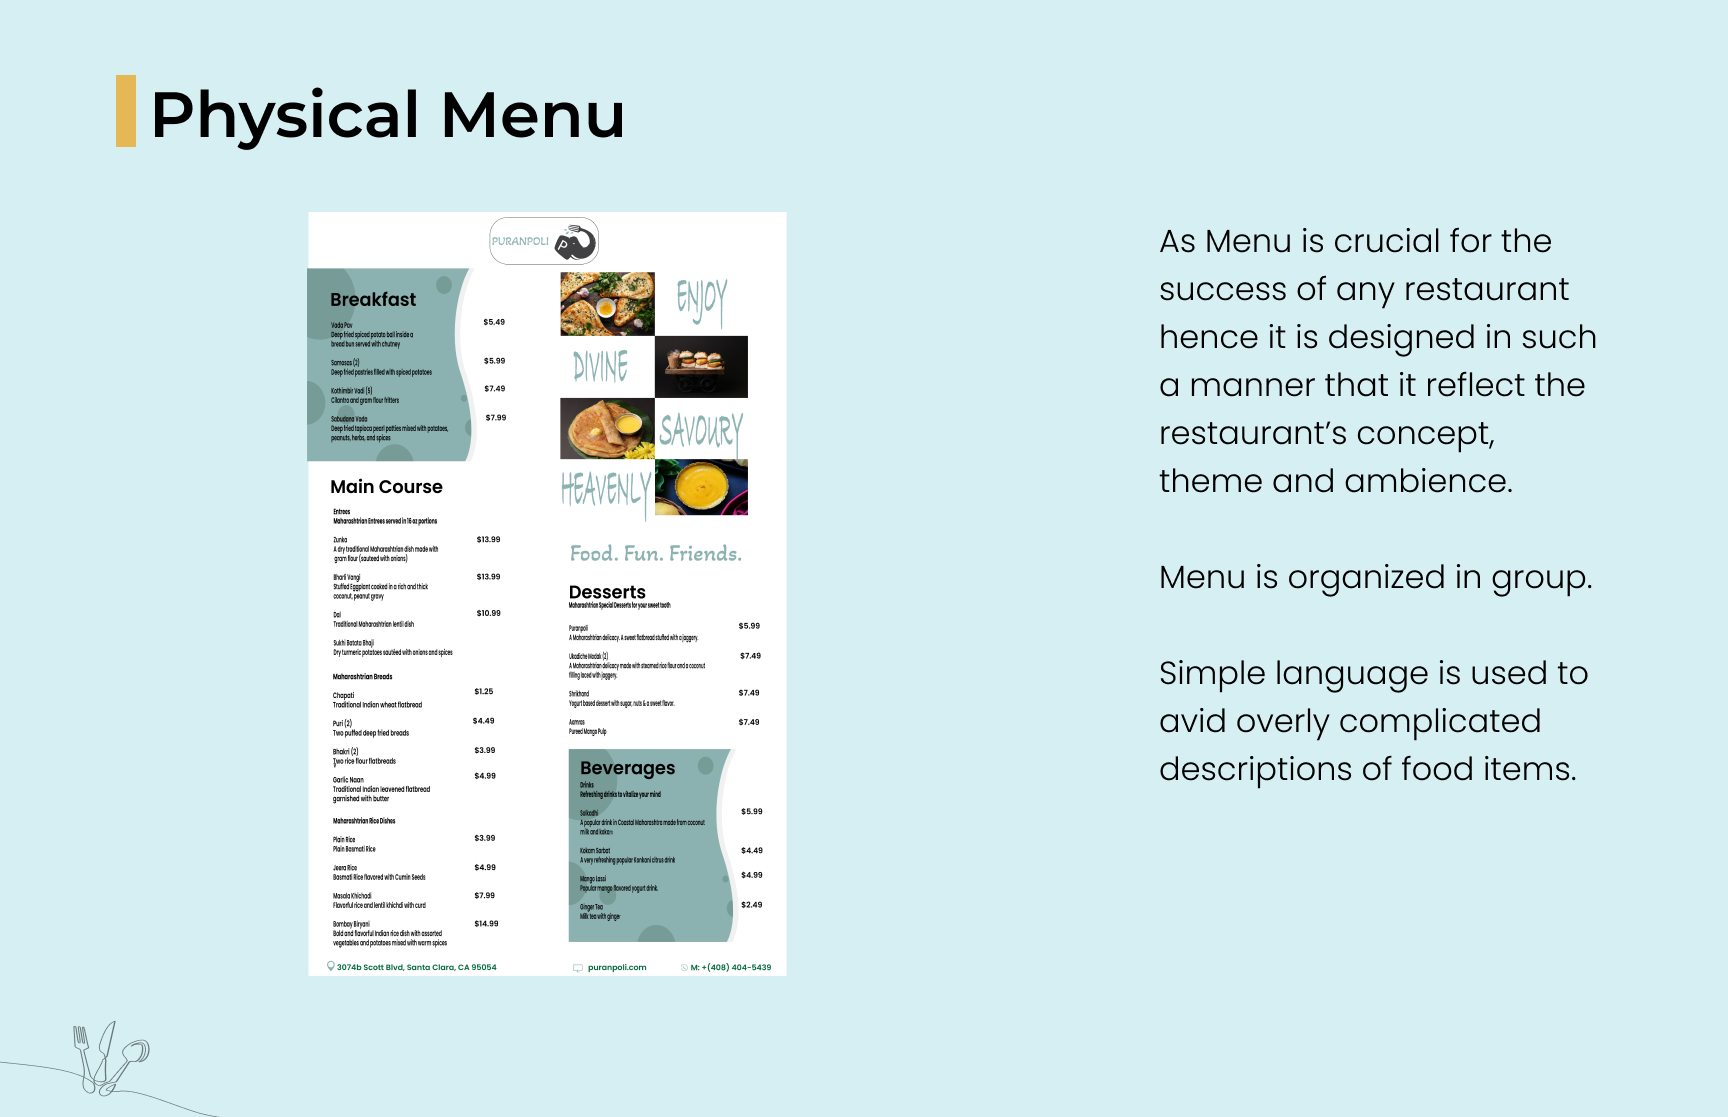 Physical Menu
PURANPOLI
P
Breakfast
Vada Pav
$5.49
Deep fried spiced potato ball inside a
bread bun served with chutney
Samosas (2)
$5.99
Deep fried pastries filled with spiced potatoes
Kothimbir Vadi (5)
$7.49
Cilantro and gram flour fritters
Sabudana Vada
$7.99
Deep fried tapioca pearl patties mixed with potatoes,
peanuts, herbs, and spices
Main Course
Entrees
Maharashtrian Entrees served in 16 oz portions
Zunka
$13.99
A dry traditional Maharashtrian dish made with
gram flour (sauteed with onions)
Bharli Vangi
$13.99
Stuffed Eggplant cooked in a rich and thick
coconut, peanut gravy
Dal
$10.99
Traditional Maharashtrian lentil dish
Sukhi Batata Bhaji
Dry turmeric potatoes sautéed with onions and spices
Maharashtrian Breads
Chapati
$1.25
Traditional Indian wheat flatbread
Puri (2)
$4.49
Two puffed deep fried breads
Bhakri (2)
$3.99
Two rice flour flatbreads
Garlic Naan
$4.99
Traditional Indian leavened flatbread
garnished with butter
Maharashtrian Rice Dishes
Plain Rice
$3.99
Plain Basmati Rice
Jeera Rice
$4.99
Basmati Rice flavored with Cumin Seeds
Masala Khichadi
$7.99
Flavorful rice and lentil khichdi with curd
Bombay Biryani
$14.99
Bold and flavorful Indian rice dish with assorted
vegetables and potatoes mixed with warm spices
ENJOY
DIVINE
SAVOURY
HEAVENLY
Food. Fun. Friends.
Desserts
Maharashtrian Special Desserts for your sweet tooth
Puranpoli
$5.99
A Maharashtrian delicacy. A sweet flatbread stuffed with a jaggery.
Ukadiche Modak (2)
$7.49
A Maharashtrian delicacy made with steamed rice flour and a coconut
filling laced with jaggery.
Shrikhand
$7.49
Yogurt based dessert with sugar, nuts & a sweet flavor.
Aamras
$7.49
Pureed Mango Pulp
Beverages
Drinks
Refreshing drinks to vitalize your mind
Solkadhi
$5.99
A popular drink in Coastal Maharashtra made from coconut
milk and kokam
Kokam Sarbat
$4.49
A very refreshing popular Konkani citrus drink
Mango Lassi
$4.99
Popular mango flavored yogurt drink.
Ginger Tea
$2.49
Milk tea with ginger
3074b Scott Blvd, Santa Clara, CA 95054
puranpoli.com
M: +(408) 404-5439
As Menu is crucial for the
success of any restaurant
hence it is designed in such
a manner that it reflect the
restaurant’s concept,
theme and ambience.
Menu is organized in group.
Simple language is used to
avid overly complicated
descriptions of food items.